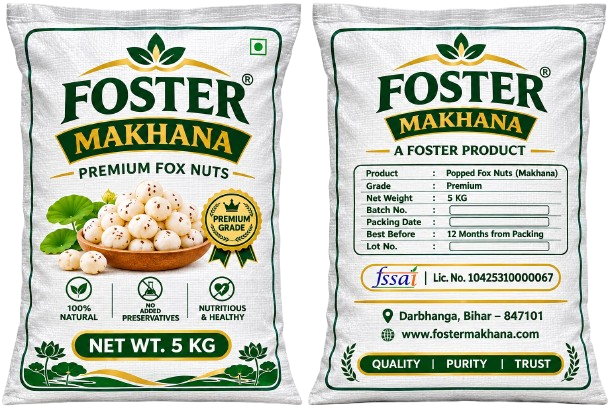 FOSTER®
MAKHANA
PREMIUM FOX NUTS
PREMIUM
GRADE
100%
NATURAL
NO
ADDED
PRESERVATIVES
NUTRITIOUS
& HEALTHY
NET WT. 5 KG
FOSTER®
MAKHANA
A FOSTER PRODUCT
Product : Popped Fox Nuts (Makhana)
Grade : Premium
Net Weight : 5 KG
Batch No. :
Packing Date :
Best Before : 12 Months from Packing
Lot No. :
fssai | Lic. No. 10425310000067
Darbhanga, Bihar – 847101
www.fostermakhana.com
QUALITY | PURITY | TRUST